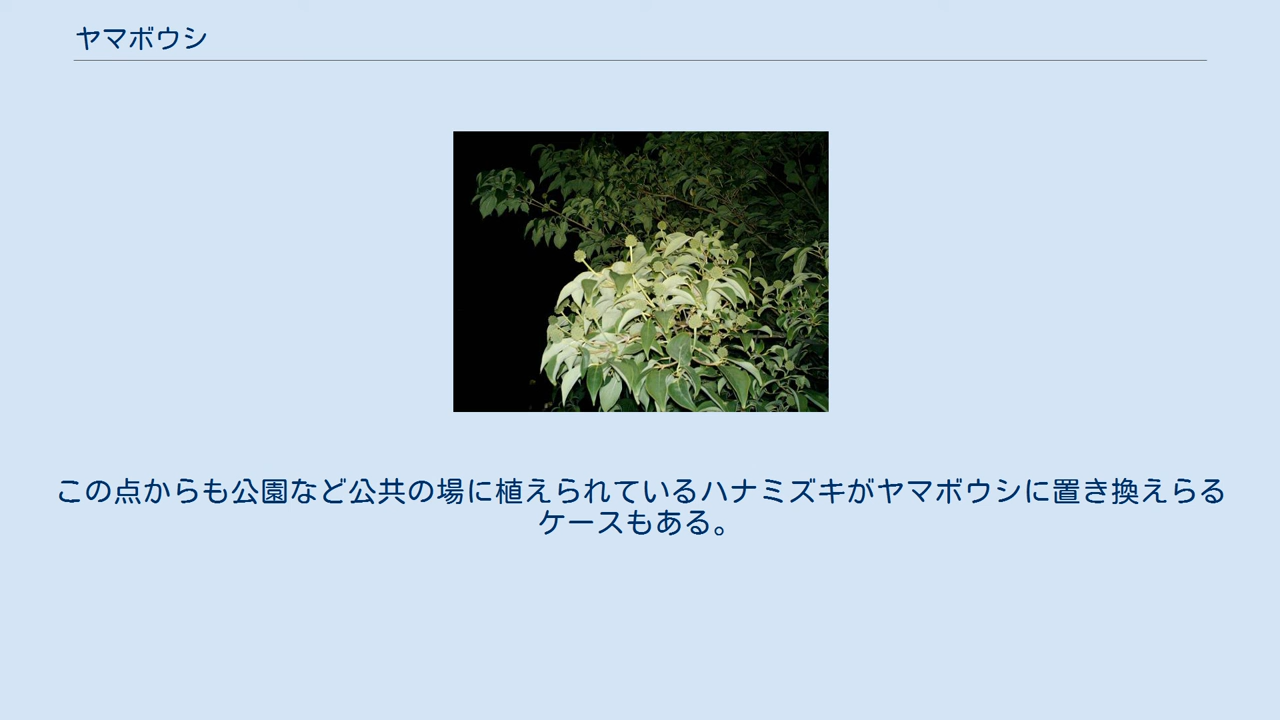 ヤマボウシ
この点からも公園など公共の場に植えられているハナミズキがヤマボウシに置き換えらる
ケースもある。